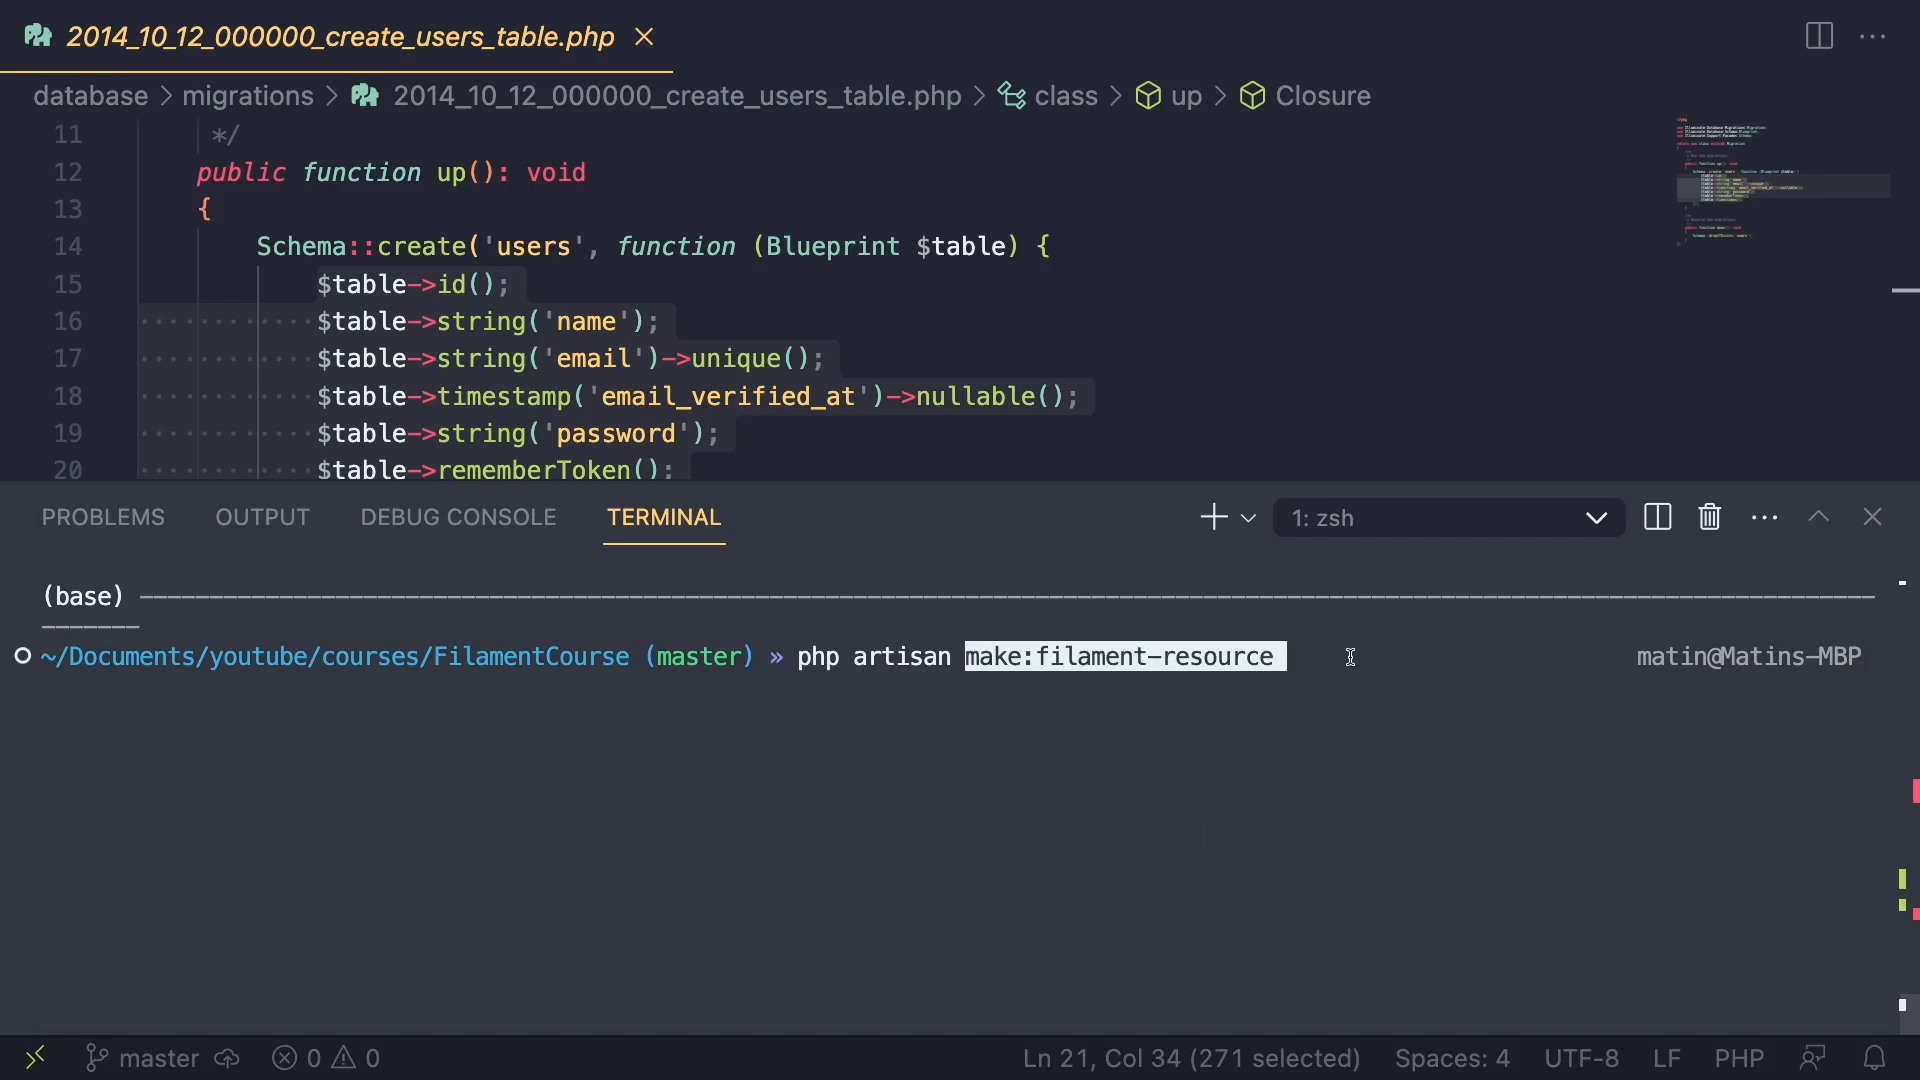 2014_10_12_000000_create_users_table.php
database > migrations > 2014_10_12_000000_create_users_table.php > class > up > Closure
11 */
12 public function up(): void
13 {
14 Schema::create('users', function (Blueprint $table) {
15 $table->id();
16 $table->string('name');
17 $table->string('email')->unique();
18 $table->timestamp('email_verified_at')->nullable();
19 $table->string('password');
20 $table->rememberToken();
PROBLEMS OUTPUT DEBUG CONSOLE TERMINAL 1: zsh
(base)
~/Documents/youtube/courses/FilamentCourse (master) » php artisan make:filament-resource matin@Matins-MBP
master 0 0 Ln 21, Col 34 (271 selected) Spaces: 4 UTF-8 LF PHP